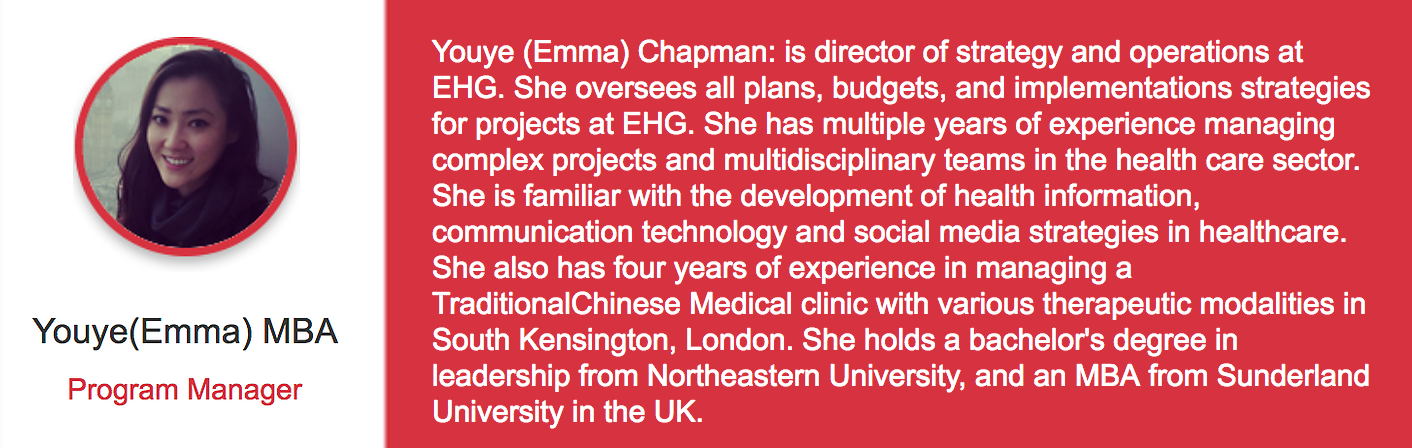 Youye(Emma) MBA
Program Manager
Youye (Emma) Chapman: is director of strategy and operations at
EHG. She oversees all plans, budgets, and implementations strategies
for projects at EHG. She has multiple years of experience managing
complex projects and multidisciplinary teams in the health care sector.
She is familiar with the development of health information,
communication technology and social media strategies in healthcare.
She also has four years of experience in managing a
TraditionalChinese Medical clinic with various therapeutic modalities in
South Kensington, London. She holds a bachelor's degree in
leadership from Northeastern University, and an MBA from Sunderland
University in the UK.